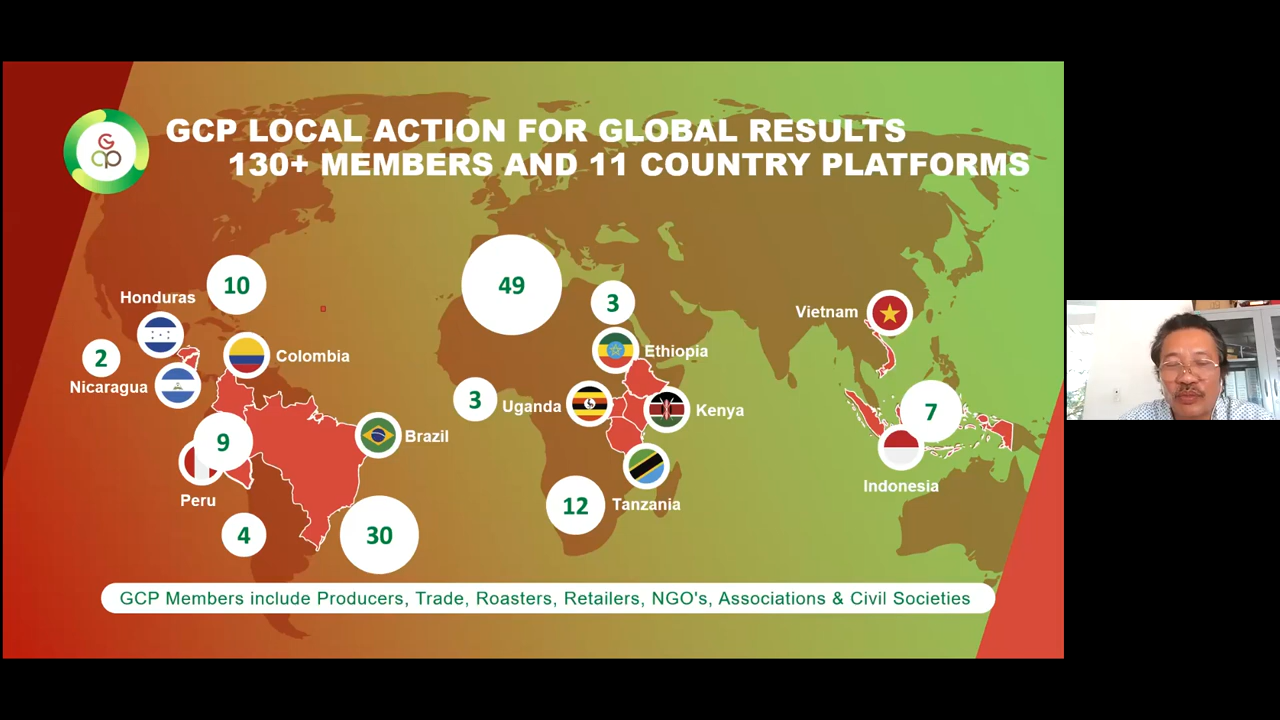 GCP LOCAL ACTION FOR GLOBAL RESULTS
130+ MEMBERS AND 11 COUNTRY PLATFORMS
G
cp
10
Honduras
2
Nicaragua
Colombia
9
Peru
4
Brazil
30
49
3
Ethiopia
3
Uganda
Kenya
12
Tanzania
Vietnam
7
Indonesia
GCP Members include Producers, Trade, Roasters, Retailers, NGO's, Associations & Civil Societies